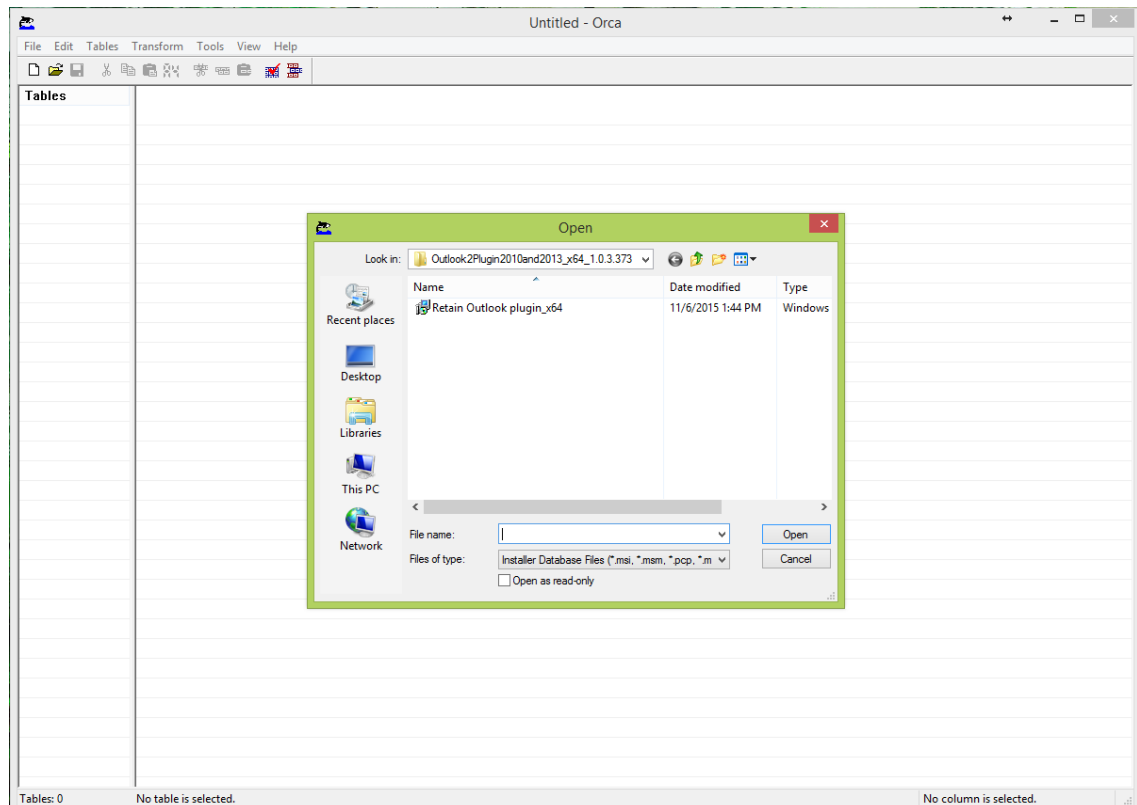 Untitled - Orca
File Edit Tables Transform Tools View Help
Tables
Open
Look in: Outlook2Plugin2010and2013_x64_1.0.3.373
Name Date modified Type
Retain Outlook plugin_x64 11/6/2015 1:44 PM Windows
Recent places
Desktop
Libraries
This PC
Network
File name: Open
Files of type: Installer Database Files (*.msi, *.msm, *.pcp, *.m Cancel
Open as read-only
Tables: 0 No table is selected. No column is selected.